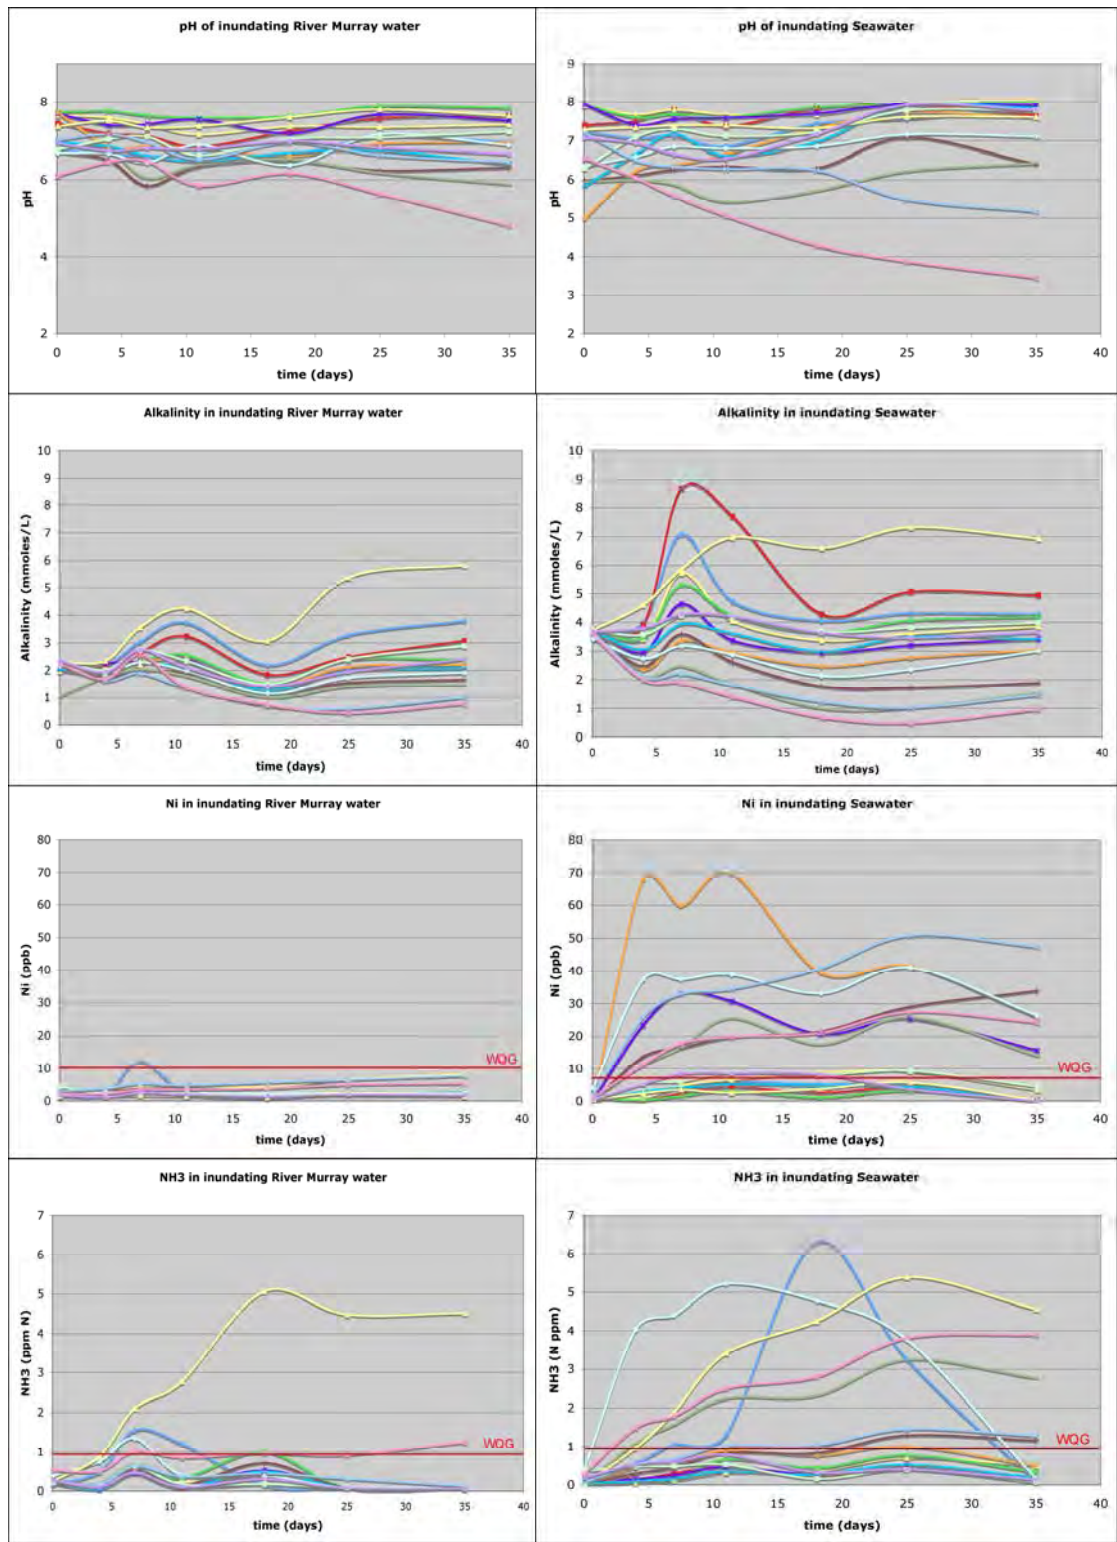 pH of inundating River Murray water
9
8
7
6
5
4
3
2
pH
0 5 10 15 20 25 30 35
time (days)
pH of inundating Seawater
9
8
7
6
5
4
3
2
pH
0 5 10 15 20 25 30 35 40
time (days)
Alkalinity in inundating River Murray water
10
9
8
7
6
5
4
3
2
1
0
Alkalinity (mmoles/L)
0 5 10 15 20 25 30 35 40
time (days)
Alkalinity in inundating Seawater
10
9
8
7
6
5
4
3
2
1
0
Alkalinity (mmoles/L)
0 5 10 15 20 25 30 35 40
time (days)
Ni in inundating River Murray water
80
70
60
50
40
30
20
10
0
Ni (ppb)
WQG
0 5 10 15 20 25 30 35 40
time (days)
Ni in inundating Seawater
80
70
60
50
40
30
20
10
0
Ni (ppb)
WQG
0 5 10 15 20 25 30 35 40
time (days)
NH3 in inundating River Murray water
7
6
5
4
3
2
1
0
NH3 (ppm N)
WQG
0 5 10 15 20 25 30 35 40
time (days)
NH3 in inundating Seawater
7
6
5
4
3
2
1
0
NH3 (N ppm)
WQG
0 5 10 15 20 25 30 35 40
time (days)